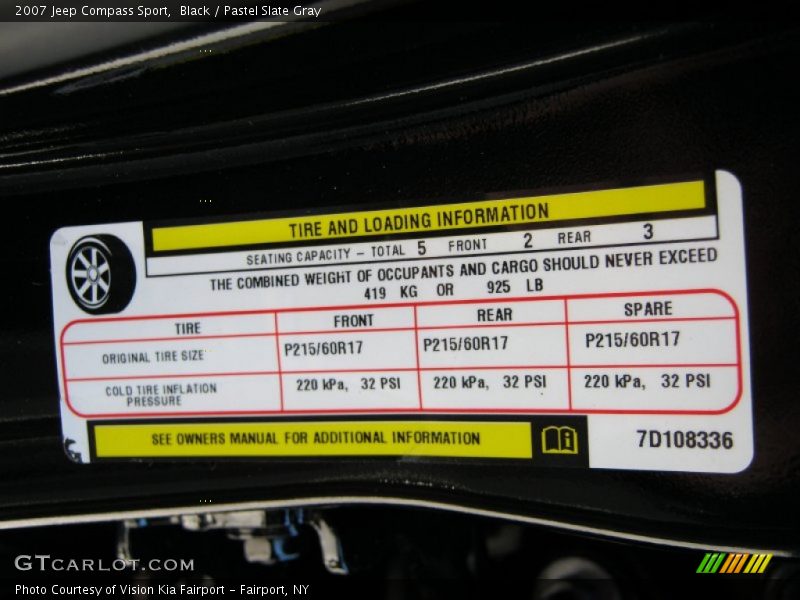 2007 Jeep Compass Sport,  Black / Pastel Slate Gray
TIRE AND LOADING INFORMATION
SEATING CAPACITY – TOTAL 5 FRONT 2 REAR 3
THE COMBINED WEIGHT OF OCCUPANTS AND CARGO SHOULD NEVER EXCEED
419 KG OR 925 LB
TIRE FRONT REAR SPARE
ORIGINAL TIRE SIZE P215/60R17 P215/60R17 P215/60R17
COLD TIRE INFLATION PRESSURE 220 kPa, 32 PSI 220 kPa, 32 PSI 220 kPa, 32 PSI
SEE OWNERS MANUAL FOR ADDITIONAL INFORMATION
7D108336
GTCARLOT.COM
Photo Courtesy of Vision Kia Fairport – Fairport, NY